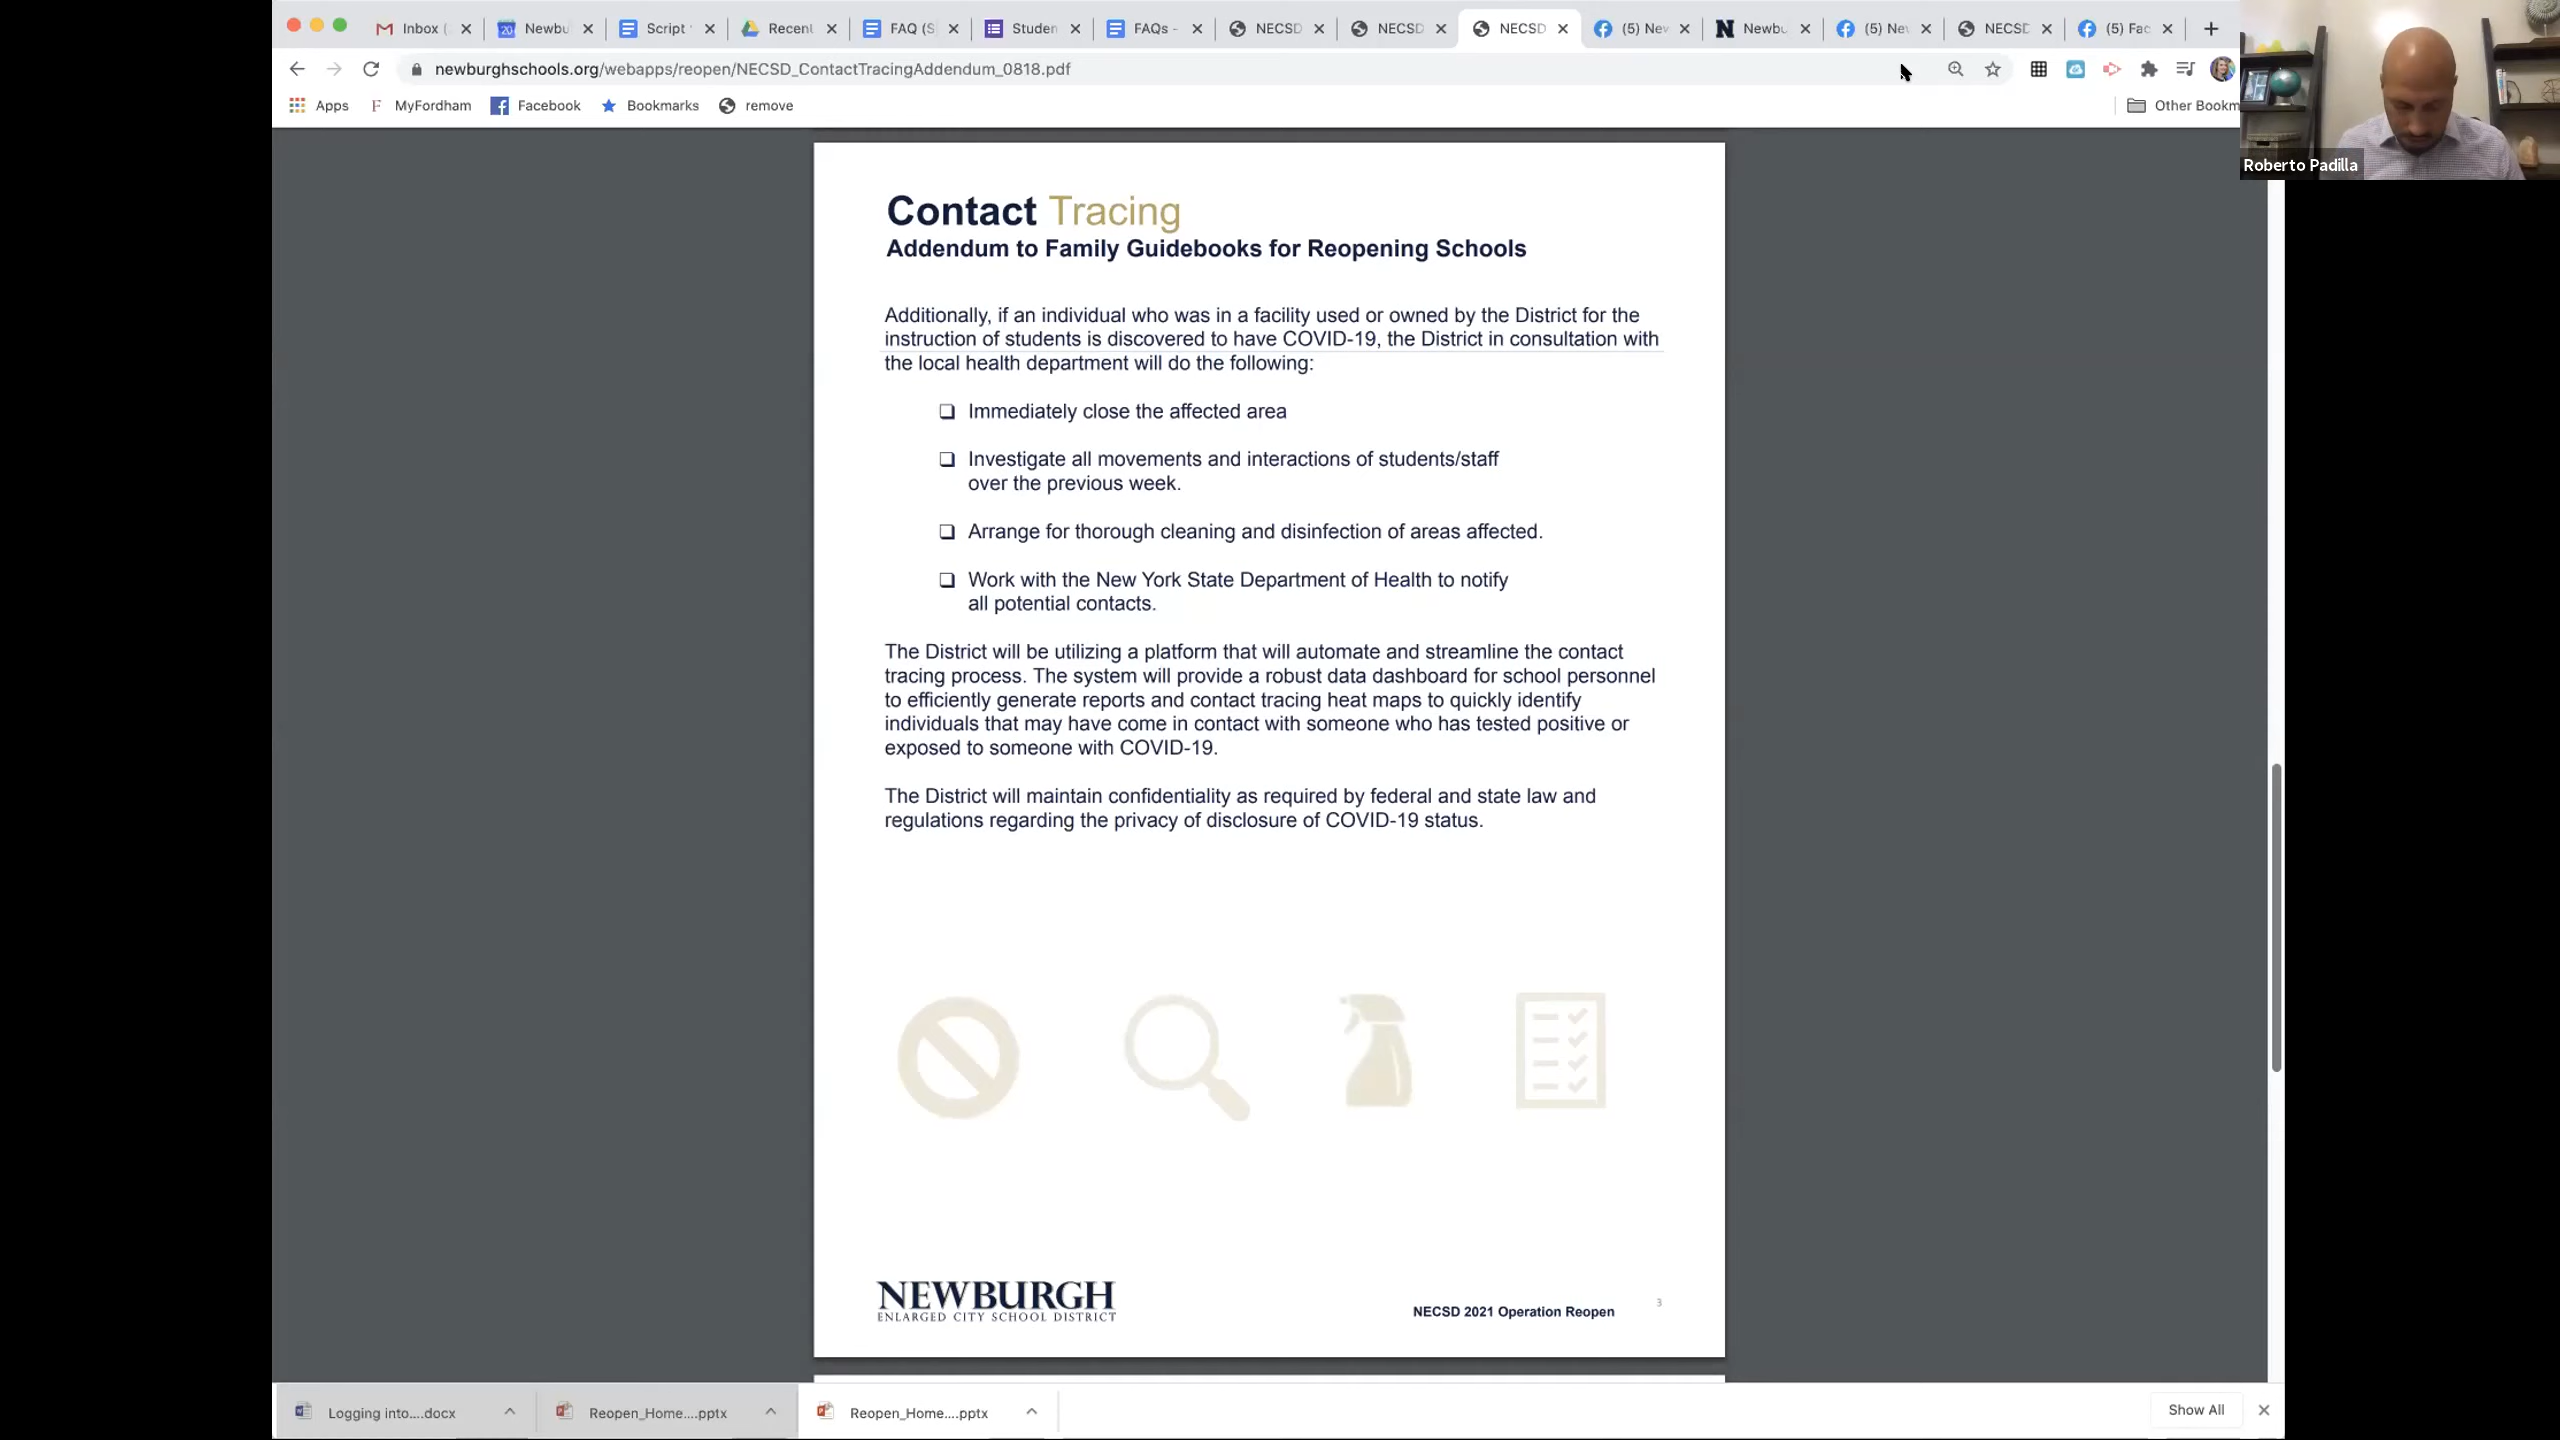 Inbox (
Newbu
Script
Recent
FAQ (S
Studen
FAQs -
NECSD
NECSD
NECSD
(5) Nev
Newbu
(5) Nev
NECSD
(5) Fac
newburghschools.org/webapps/reopen/NECSD_ContactTracingAddendum_0818.pdf
Apps
MyFordham
Facebook
Bookmarks
remove
Other Bookm
Roberto Padilla
Contact Tracing
Addendum to Family Guidebooks for Reopening Schools
Additionally, if an individual who was in a facility used or owned by the District for the
instruction of students is discovered to have COVID-19, the District in consultation with
the local health department will do the following:
❑ Immediately close the affected area
❑ Investigate all movements and interactions of students/staff
over the previous week.
❑ Arrange for thorough cleaning and disinfection of areas affected.
❑ Work with the New York State Department of Health to notify
all potential contacts.
The District will be utilizing a platform that will automate and streamline the contact
tracing process. The system will provide a robust data dashboard for school personnel
to efficiently generate reports and contact tracing heat maps to quickly identify
individuals that may have come in contact with someone who has tested positive or
exposed to someone with COVID-19.
The District will maintain confidentiality as required by federal and state law and
regulations regarding the privacy of disclosure of COVID-19 status.
NEWBURGH
ENLARGED CITY SCHOOL DISTRICT
NECSD 2021 Operation Reopen
3
Logging into....docx
Reopen_Home....pptx
Reopen_Home....pptx
Show All